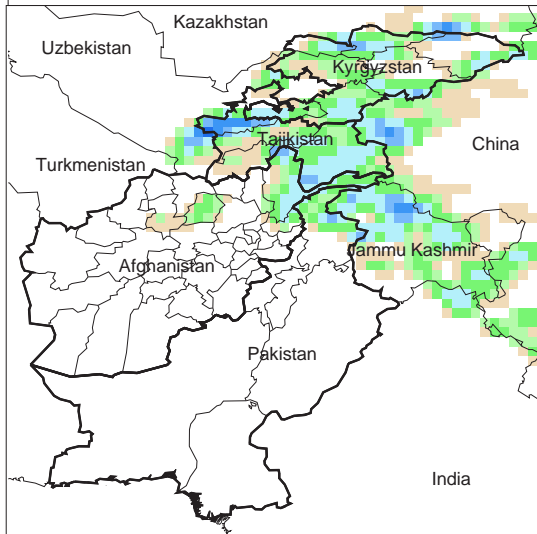 Kazakhstan
Uzbekistan
Kyrgyzstan
Tajikistan
China
Turkmenistan
Jammu Kashmir
Afghanistan
Pakistan
India